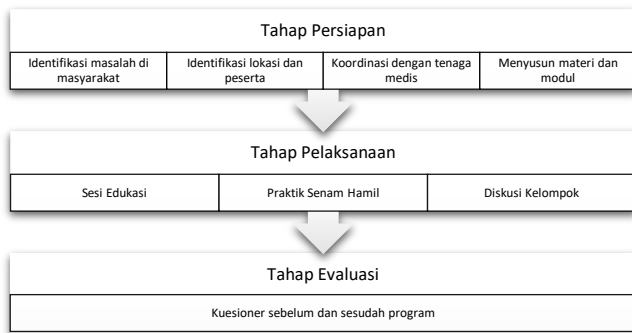 Tahap Persiapan
Identifikasi masalah di
masyarakat
Identifikasi lokasi dan
peserta
Koordinasi dengan tenaga
medis
Menyusun materi dan
modul
Tahap Pelaksanaan
Sesi Edukasi
Praktik Senam Hamil
Diskusi Kelompok
Tahap Evaluasi
Kuesioner sebelum dan sesudah program